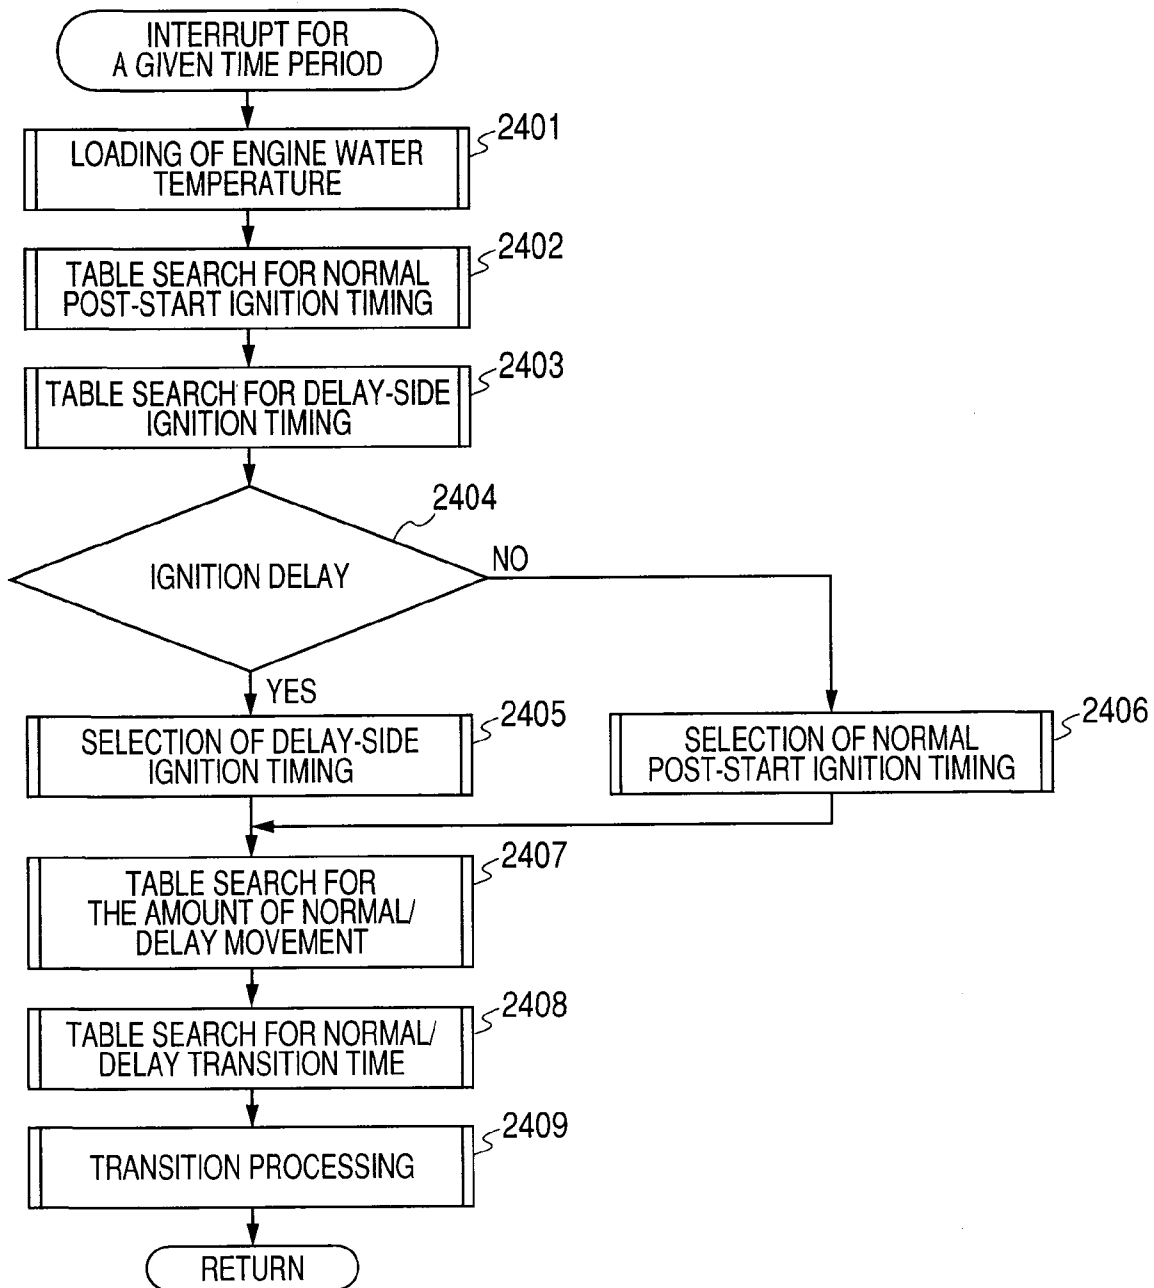 INTERRUPT FOR
A GIVEN TIME PERIOD
2401
LOADING OF ENGINE WATER
TEMPERATURE
2402
TABLE SEARCH FOR NORMAL
POST-START IGNITION TIMING
2403
TABLE SEARCH FOR DELAY-SIDE
IGNITION TIMING
2404
IGNITION DELAY
NO
YES
2405
SELECTION OF DELAY-SIDE
IGNITION TIMING
2406
SELECTION OF NORMAL
POST-START IGNITION TIMING
2407
TABLE SEARCH FOR
THE AMOUNT OF NORMAL/
DELAY MOVEMENT
2408
TABLE SEARCH FOR NORMAL/
DELAY TRANSITION TIME
2409
TRANSITION PROCESSING
RETURN